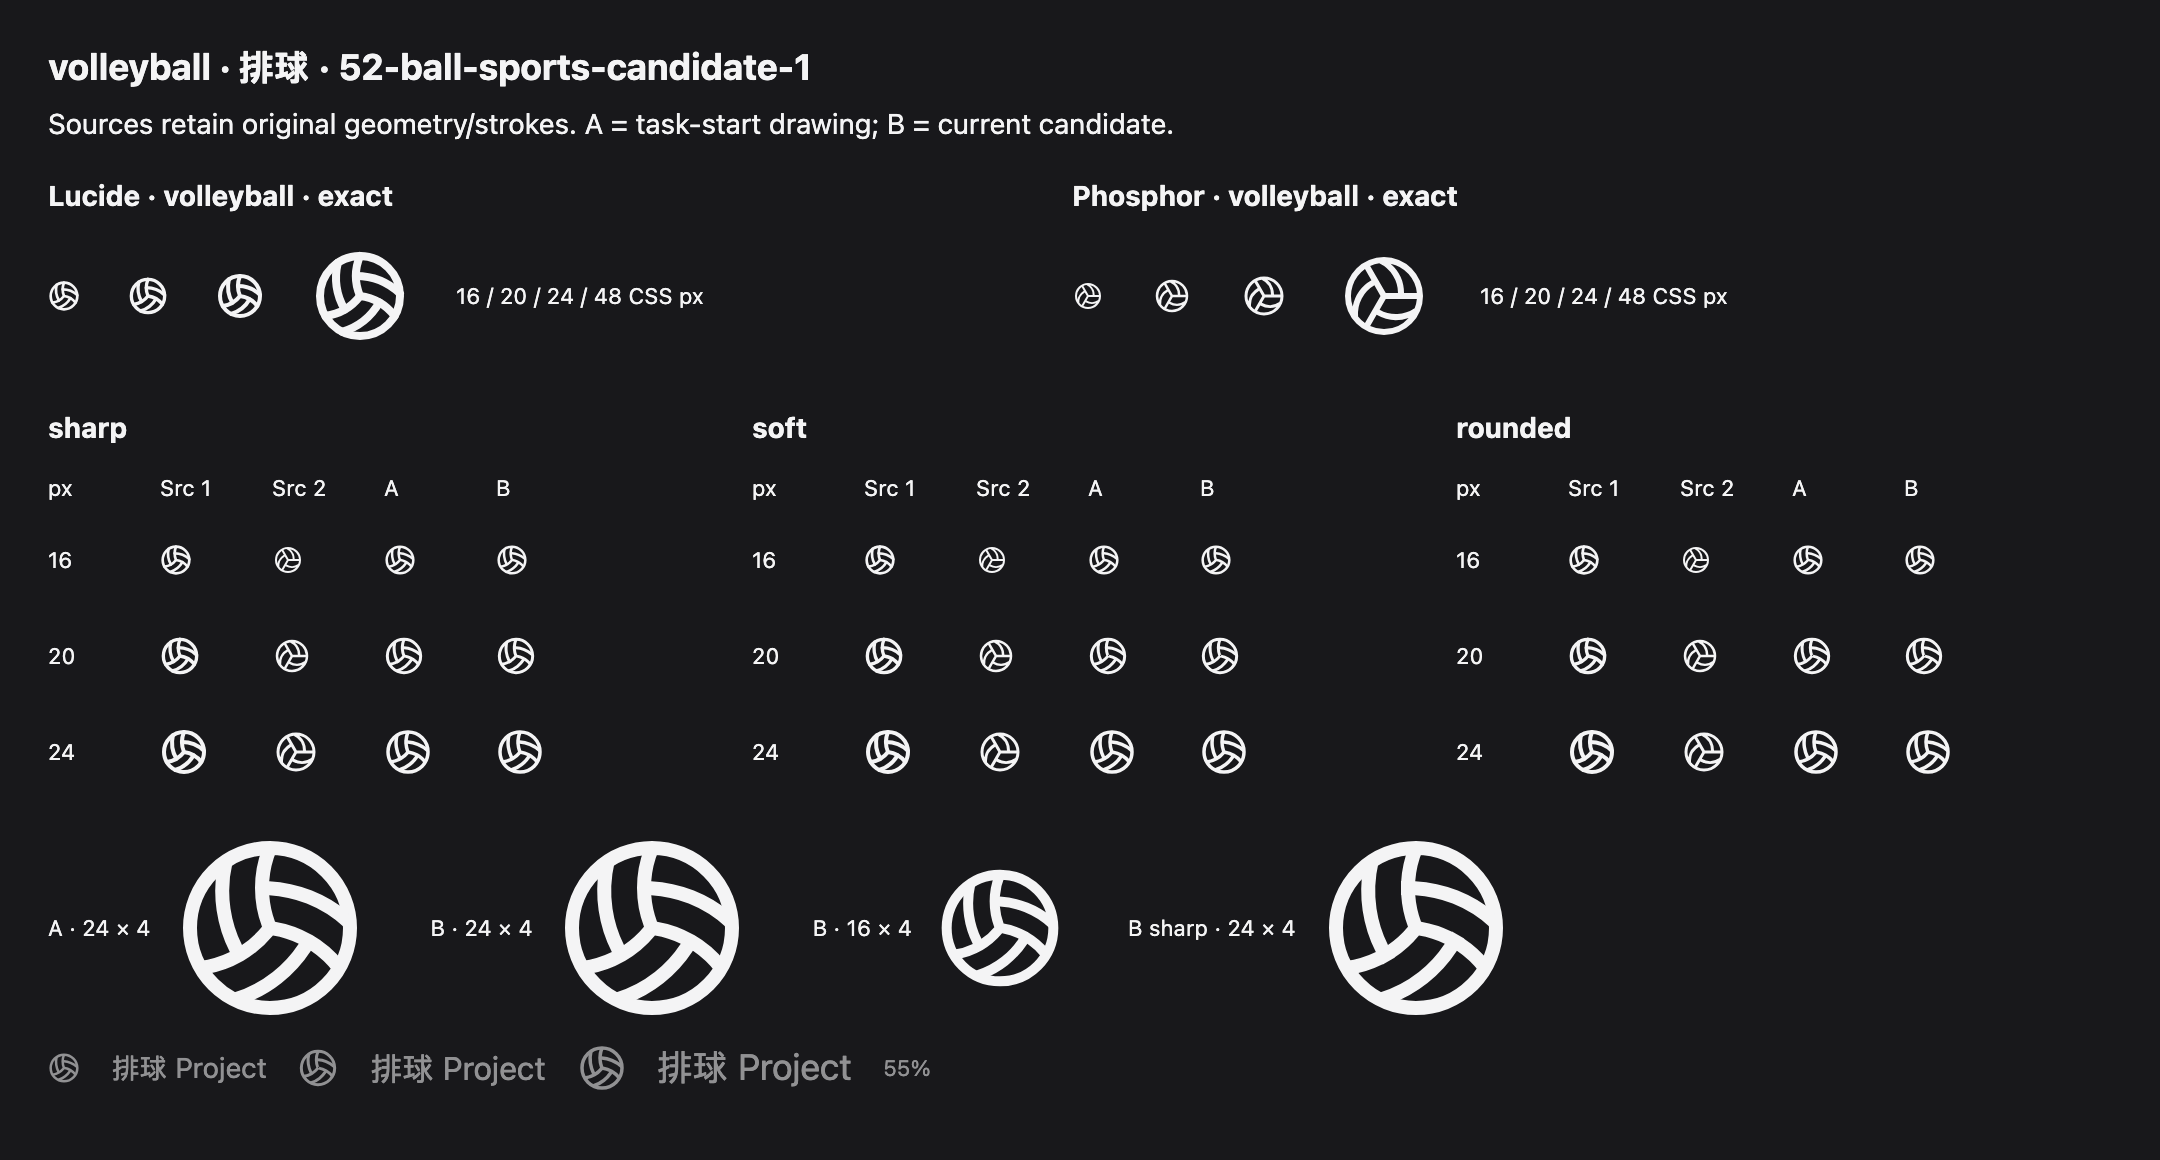 volleyball · 排球 · 52-ball-sports-candidate-1
Sources retain original geometry/strokes. A = task-start drawing; B = current candidate.
Lucide · volleyball · exact
16 / 20 / 24 / 48 CSS px
Phosphor · volleyball · exact
16 / 20 / 24 / 48 CSS px
sharp
px Src 1 Src 2 A B
16
20
24
soft
px Src 1 Src 2 A B
16
20
24
rounded
px Src 1 Src 2 A B
16
20
24
A · 24 × 4
B · 24 × 4
B · 16 × 4
B sharp · 24 × 4
排球 Project 排球 Project 排球 Project 55%